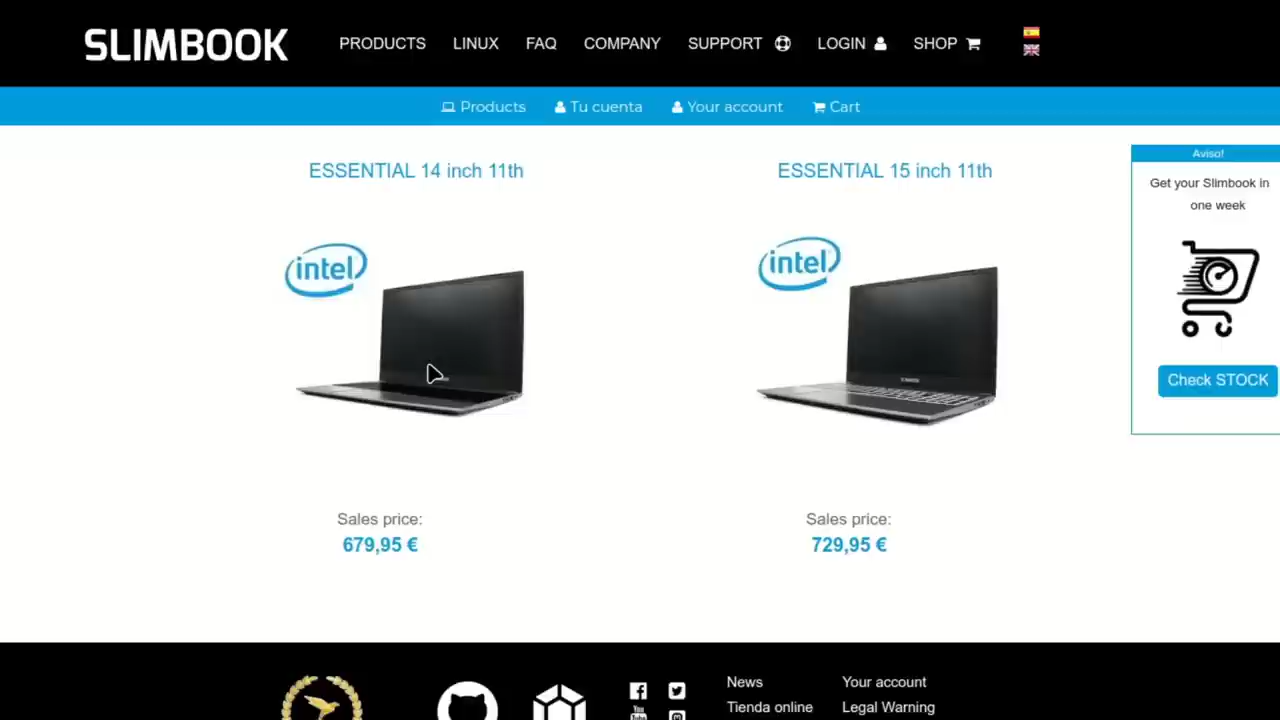 SLIMBOOK
PRODUCTS LINUX FAQ COMPANY SUPPORT LOGIN SHOP
Products Tu cuenta Your account Cart
ESSENTIAL 14 inch 11th
intel
Sales price:
679,95 €
ESSENTIAL 15 inch 11th
intel
Sales price:
729,95 €
Aviso!
Get your Slimbook in
one week
Check STOCK
You
News
Tienda online
Your account
Legal Warning